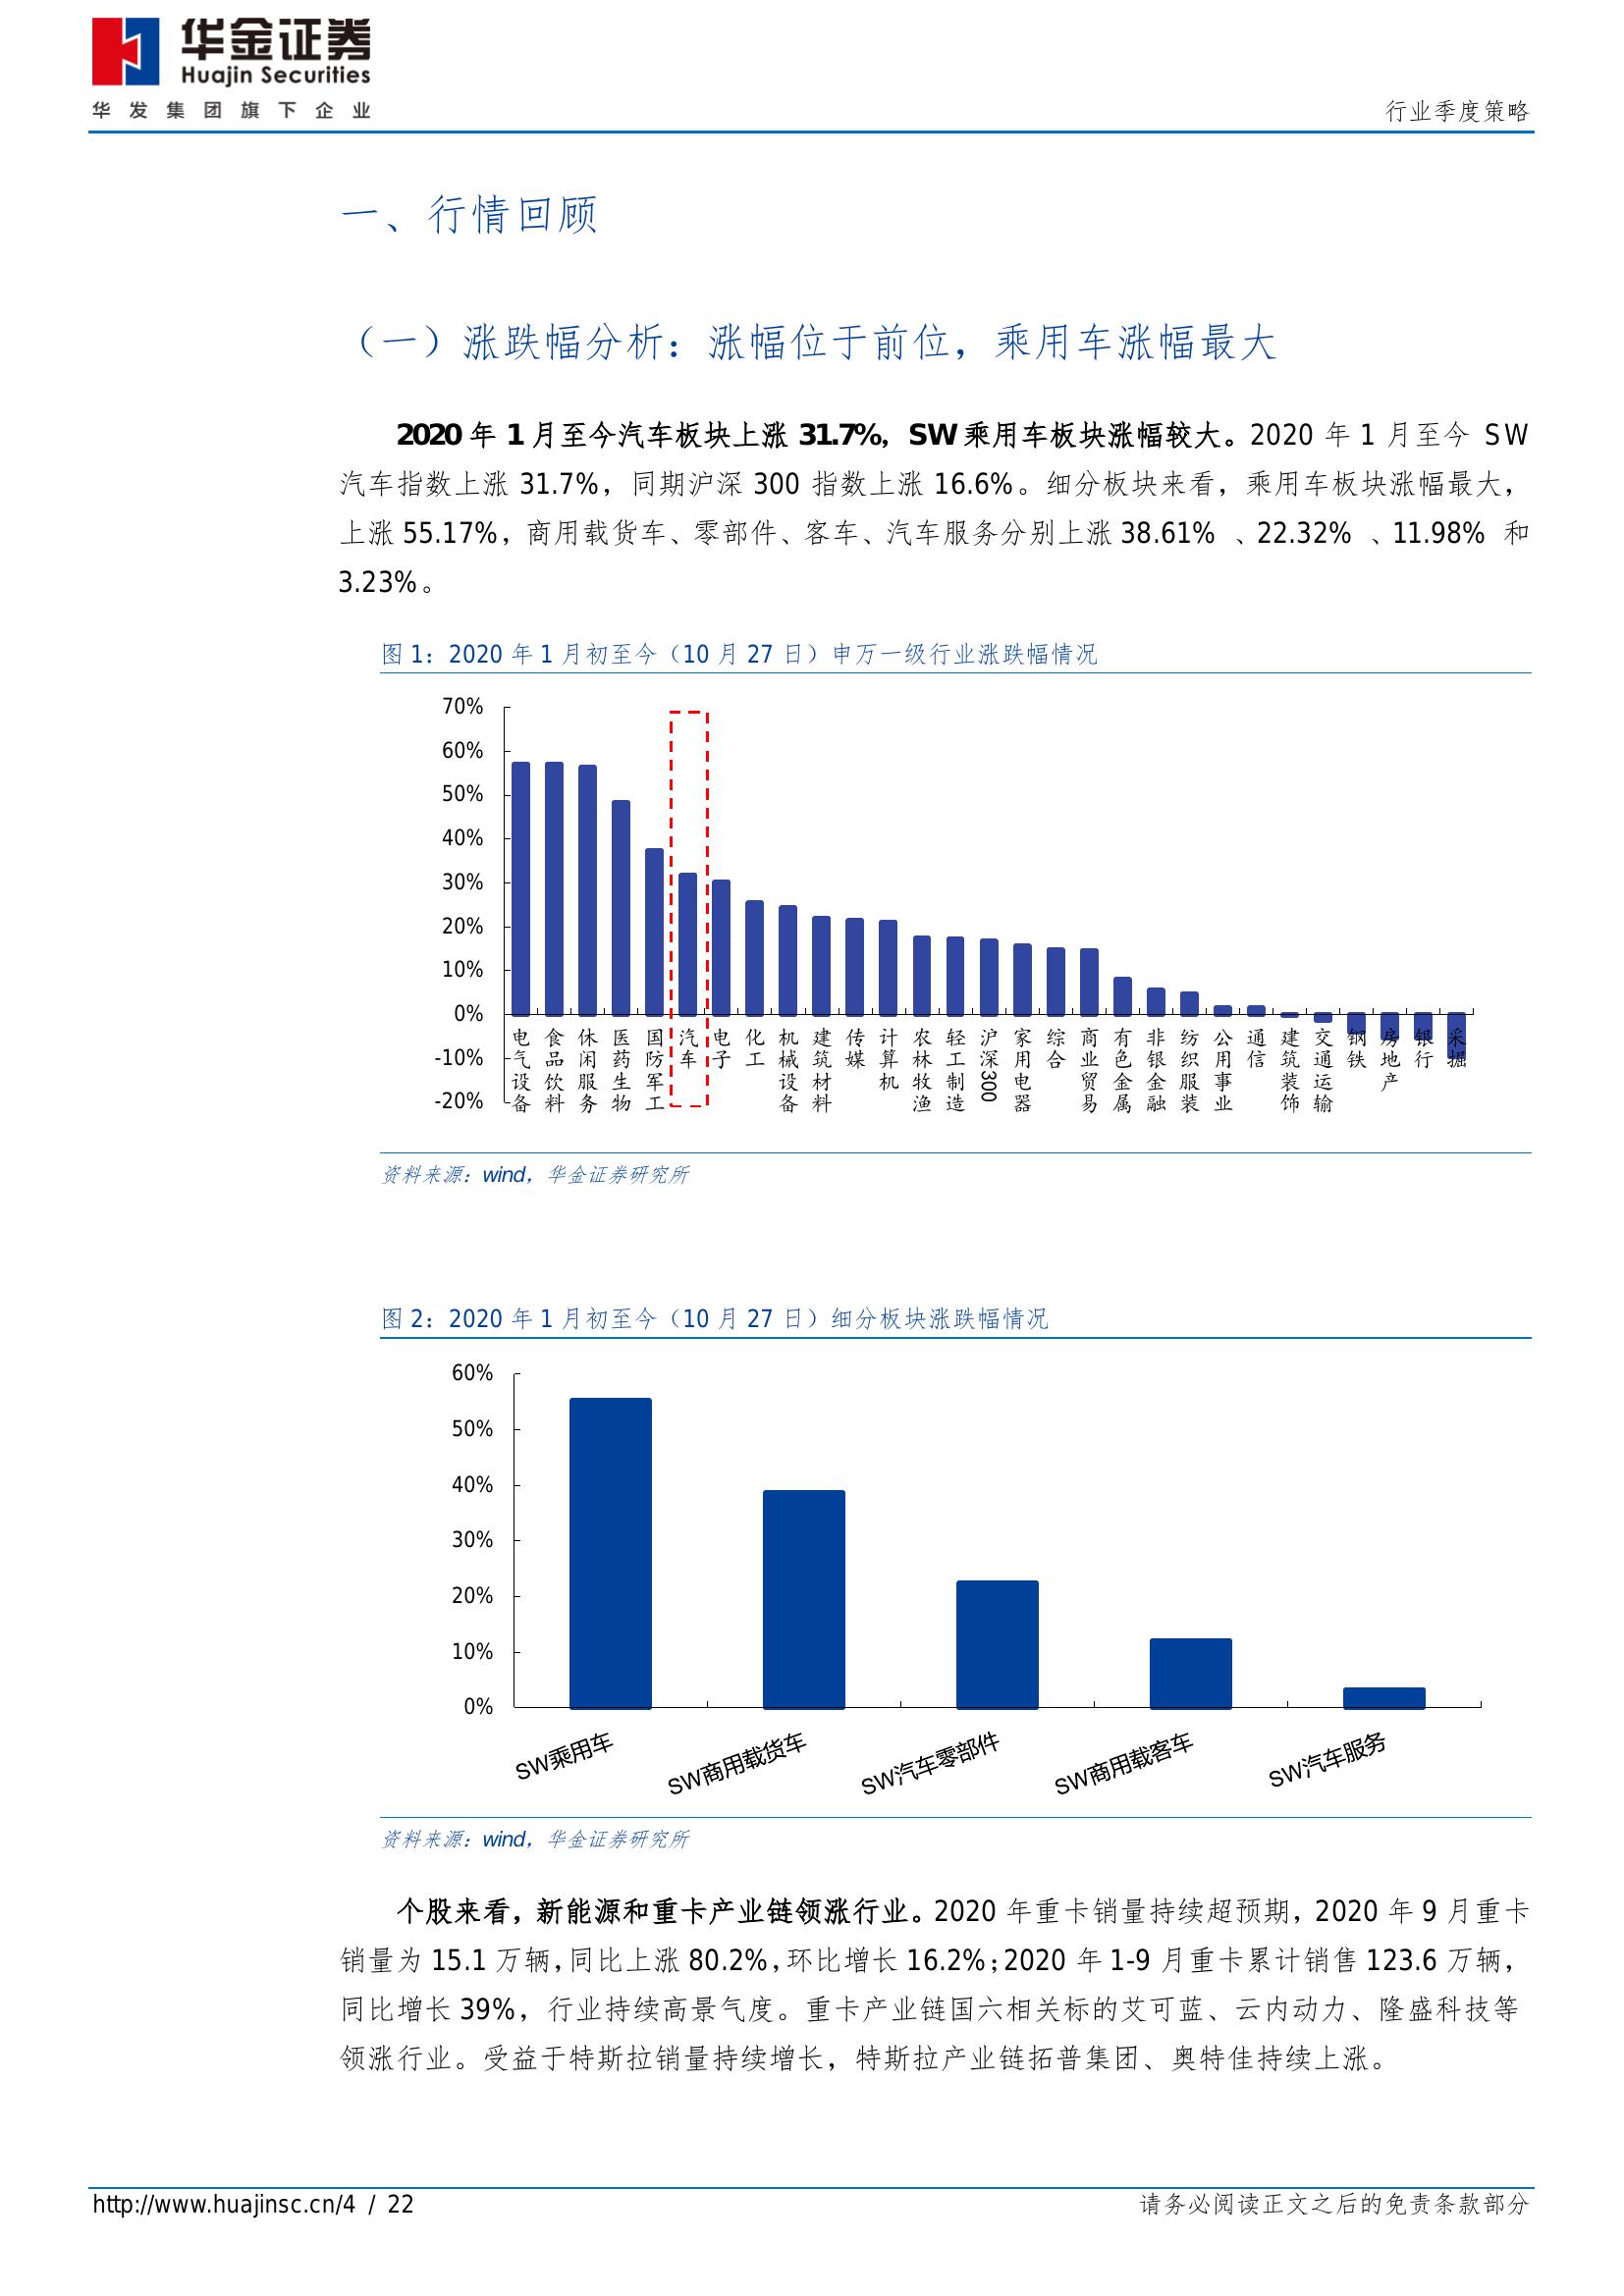 华金证券
Huajin Securities
华发集团旗下企业
行业季度策略
一、行情回顾
（一）涨跌幅分析：涨幅位于前位，乘用车涨幅最大
2020 年 1 月至今汽车板块上涨 31.7%，SW 乘用车板块涨幅较大。2020 年 1 月至今 SW
汽车指数上涨 31.7%，同期沪深 300 指数上涨 16.6%。细分板块来看，乘用车板块涨幅最大，
上涨 55.17%，商用载货车、零部件、客车、汽车服务分别上涨 38.61% 、22.32% 、11.98% 和
3.23%。
图 1：2020 年 1 月初至今（10 月 27 日）申万一级行业涨跌幅情况
70%
60%
50%
40%
30%
20%
10%
0%
-10%
-20%
电气设备
食品饮料
休闲服务
医药生物
国防军工
汽车
电子
化工
机械设备
建筑材料
传媒
计算机
农林牧渔
轻工制造
沪深300
家用电器
综合
商业贸易
有色金属
非银金融
纺织服装
公用事业
通信
建筑装饰
交通运输
钢铁
房地产
银行
采掘
资料来源：wind，华金证券研究所
图 2：2020 年 1 月初至今（10 月 27 日）细分板块涨跌幅情况
60%
50%
40%
30%
20%
10%
0%
SW乘用车
SW商用载货车
SW汽车零部件
SW商用载客车
SW汽车服务
资料来源：wind，华金证券研究所
个股来看，新能源和重卡产业链领涨行业。2020 年重卡销量持续超预期，2020 年 9 月重卡
销量为 15.1 万辆，同比上涨 80.2%，环比增长 16.2%；2020 年 1-9 月重卡累计销售 123.6 万辆，
同比增长 39%，行业持续高景气度。重卡产业链国六相关标的艾可蓝、云内动力、隆盛科技等
领涨行业。受益于特斯拉销量持续增长，特斯拉产业链拓普集团、奥特佳持续上涨。
http://www.huajinsc.cn/4 / 22
请务必阅读正文之后的免责条款部分